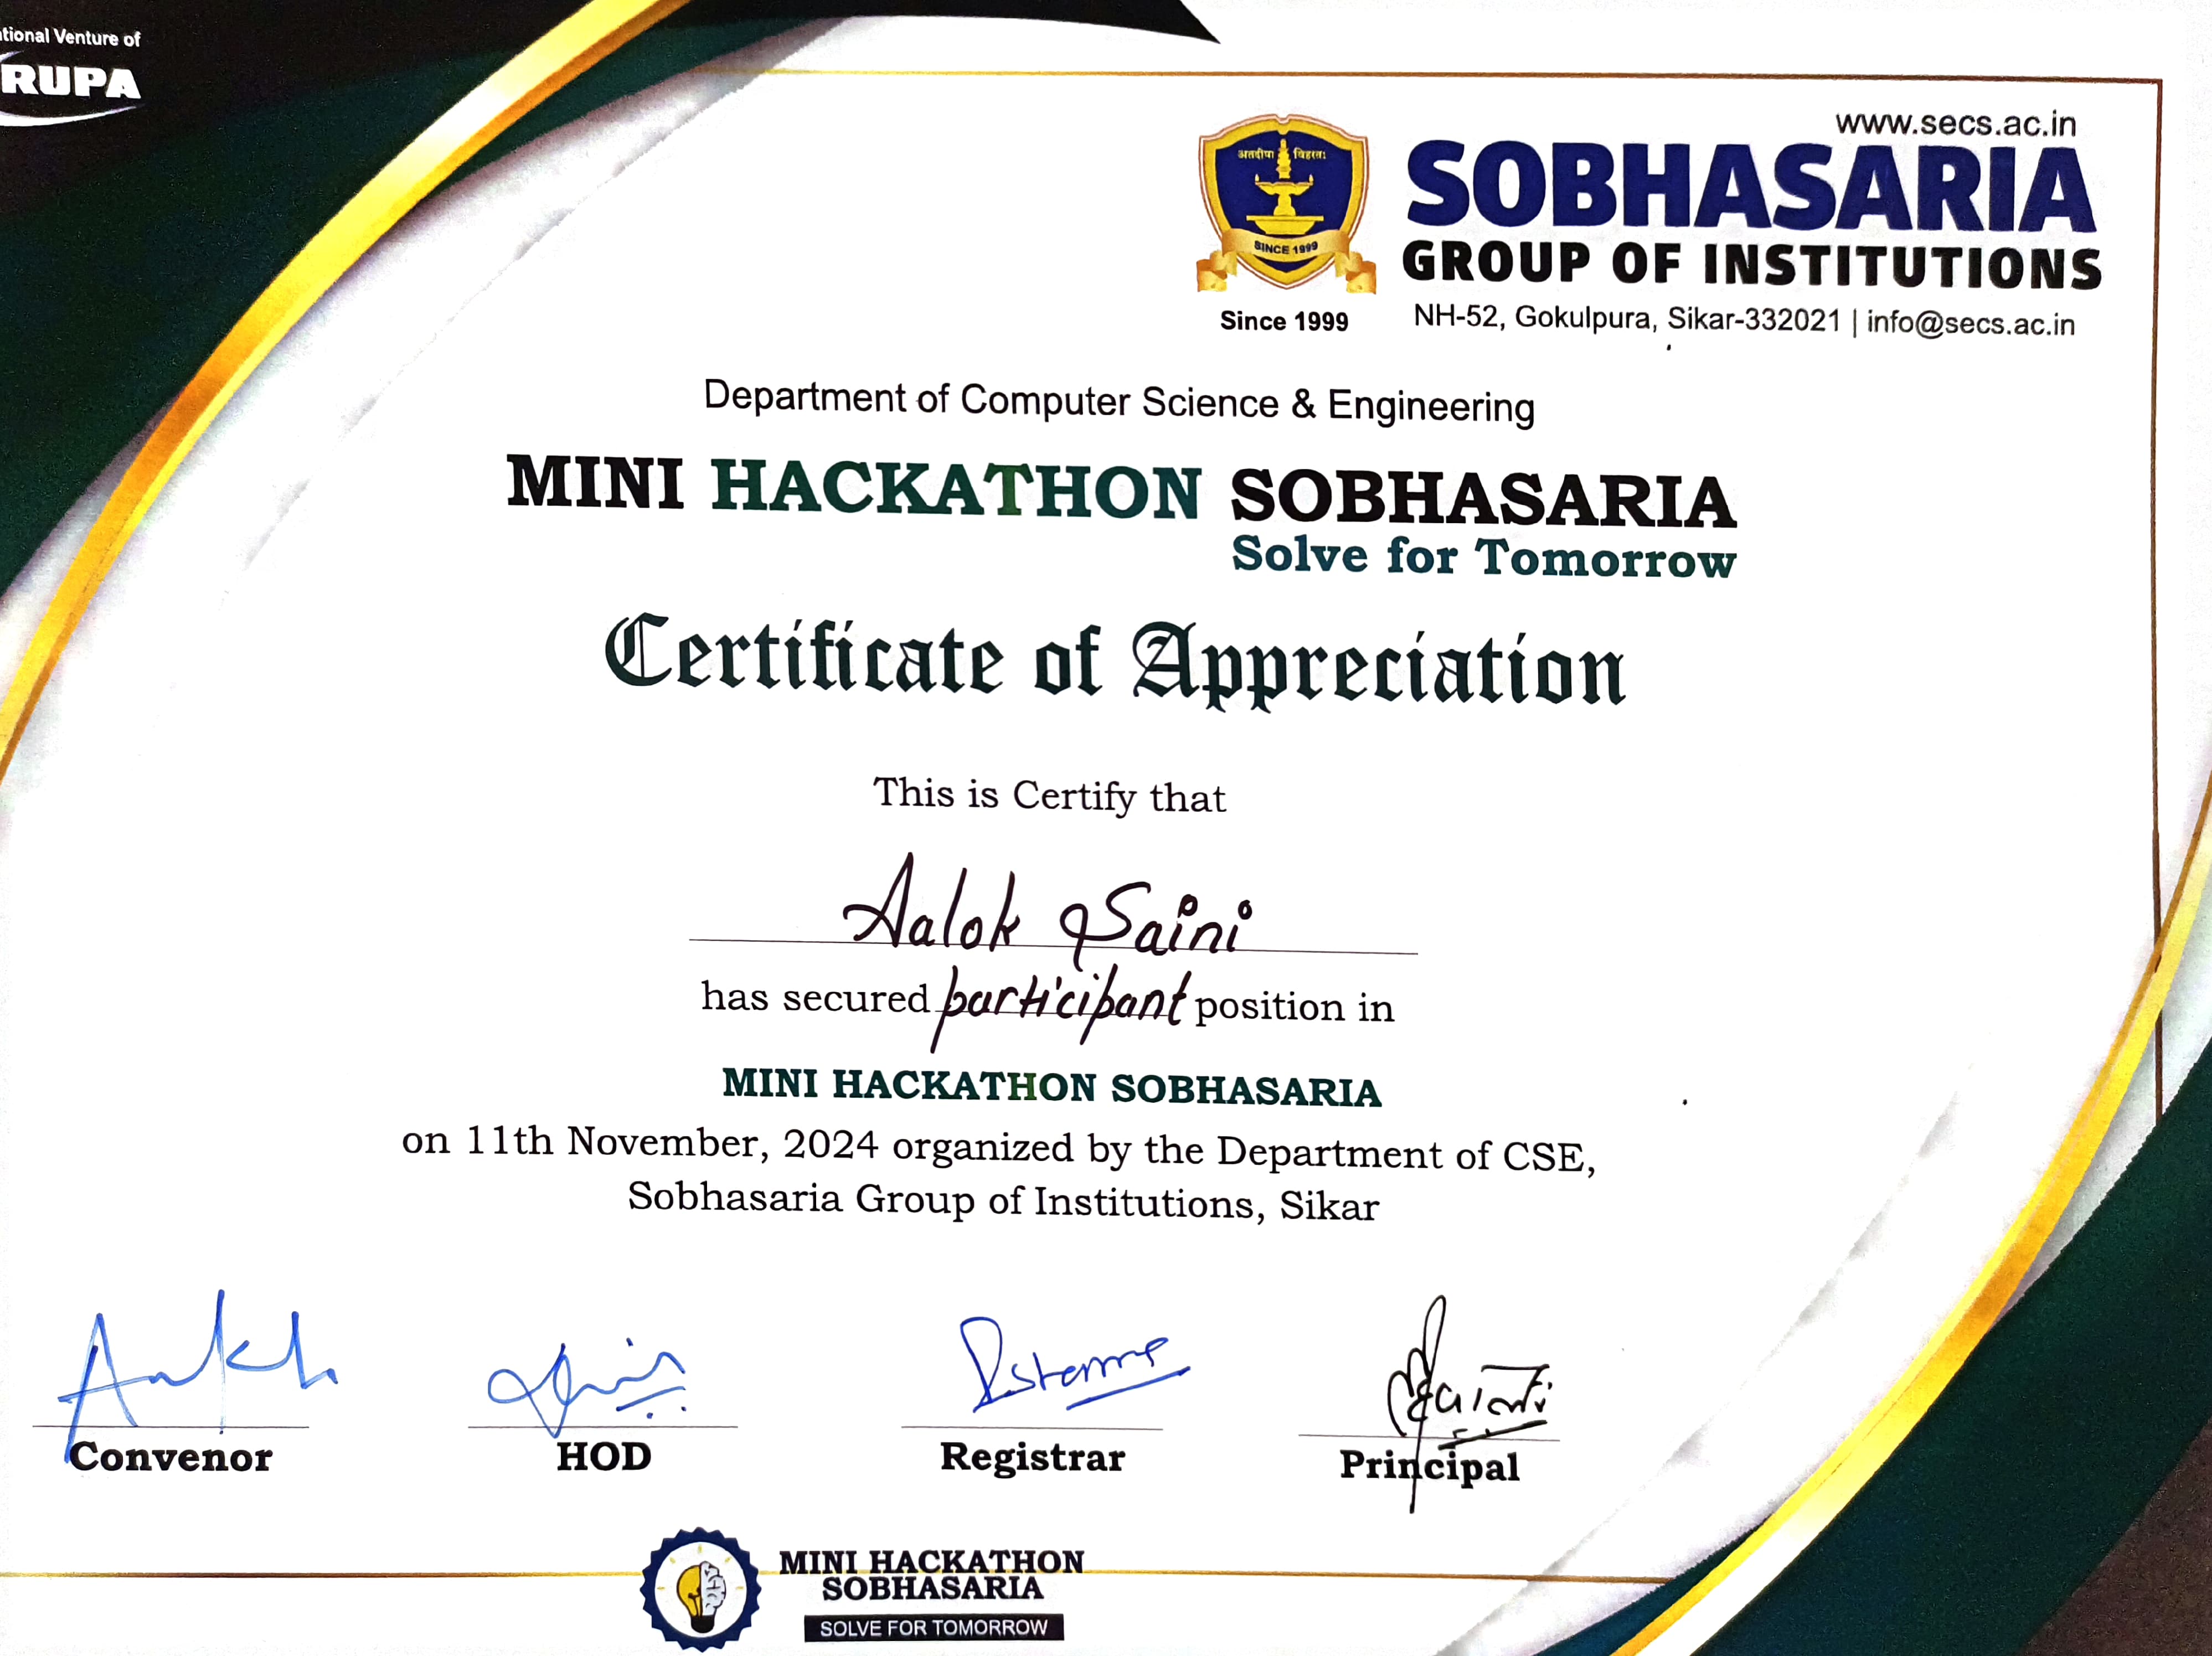 tional Venture of
RUPA
www.secs.ac.in
अतदीपा विहरतः
SINCE 1999
SOBHASARIA
GROUP OF INSTITUTIONS
Since 1999
NH-52, Gokulpura, Sikar-332021 | info@secs.ac.in
Department of Computer Science & Engineering
MINI HACKATHON SOBHASARIA
Solve for Tomorrow
Certificate of Appreciation
This is Certify that
Aalok Saini
has secured participant position in
MINI HACKATHON SOBHASARIA
on 11th November, 2024 organized by the Department of CSE,
Sobhasaria Group of Institutions, Sikar
Convenor HOD Registrar Principal
MINI HACKATHON
SOBHASARIA
SOLVE FOR TOMORROW